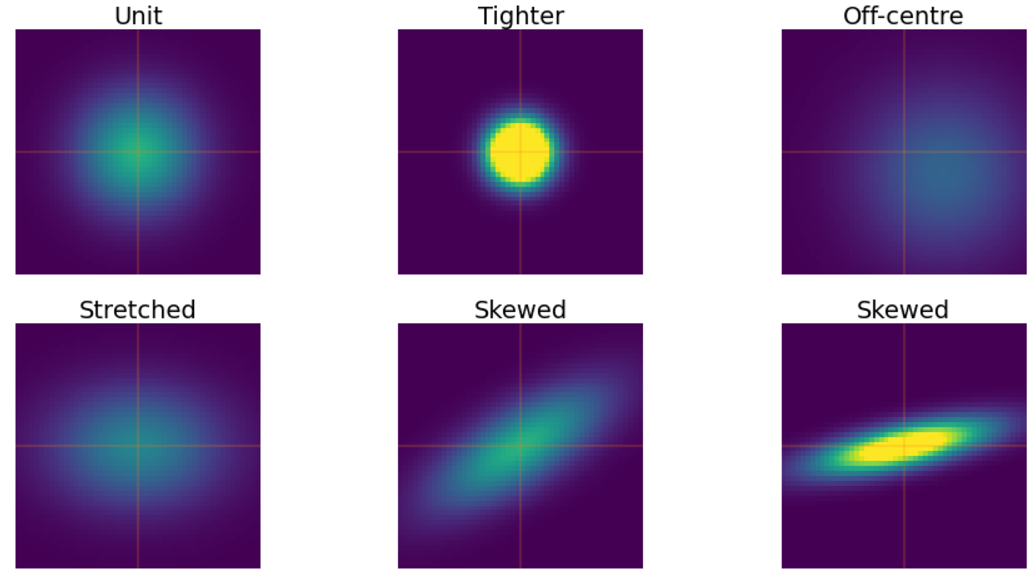 Unit
Tighter
Off-centre
Stretched
Skewed
Skewed